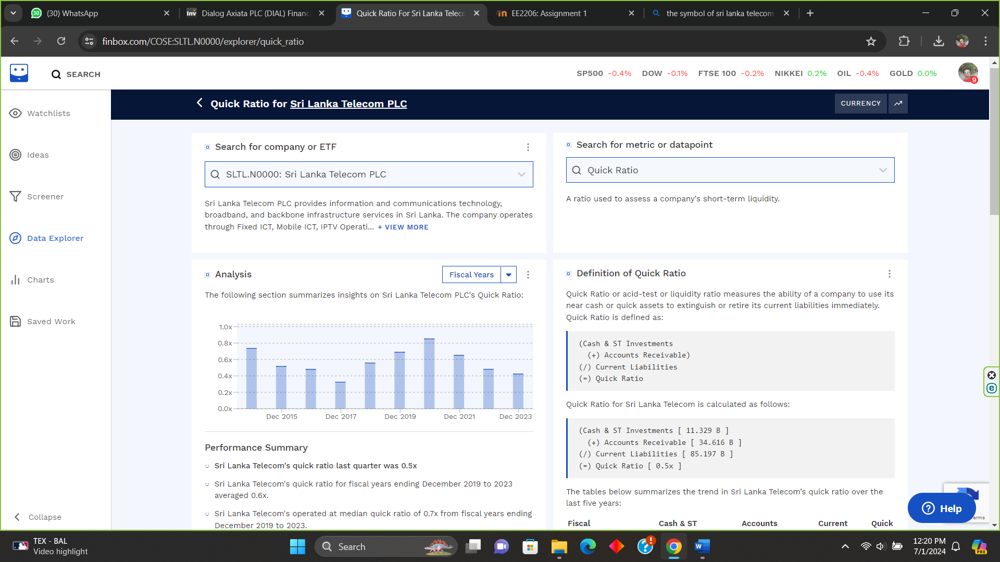 (30) WhatsApp
Dialog Axiata PLC (DIAL) Financ
Quick Ratio For Sri Lanka Teleco
EE2206: Assignment 1
the symbol of sri lanka telecom
finbox.com/COSE:SLTL.N0000/explorer/quick_ratio
SEARCH
SP500 -0.4% DOW -0.1% FTSE 100 -0.2% NIKKEI 0.2% OIL -0.4% GOLD 0.0%
9
Watchlists
Ideas
Screener
Data Explorer
Charts
Saved Work
Collapse
Quick Ratio for Sri Lanka Telecom PLC
CURRENCY
Search for company or ETF
SLTL.N0000: Sri Lanka Telecom PLC
Sri Lanka Telecom PLC provides information and communications technology,
broadband, and backbone infrastructure services in Sri Lanka. The company operates
through Fixed ICT, Mobile ICT, IPTV Operati... + VIEW MORE
Search for metric or datapoint
Quick Ratio
A ratio used to assess a company's short-term liquidity.
Analysis
Fiscal Years
The following section summarizes insights on Sri Lanka Telecom PLC's Quick Ratio:
1.0x
0.8x
0.6x
0.4x
0.2x
0.0x
Dec 2015 Dec 2017 Dec 2019 Dec 2021 Dec 2023
Performance Summary
Sri Lanka Telecom's quick ratio last quarter was 0.5x
Sri Lanka Telecom's quick ratio for fiscal years ending December 2019 to 2023
averaged 0.6x.
Sri Lanka Telecom's operated at median quick ratio of 0.7x from fiscal years ending
December 2019 to 2023.
Definition of Quick Ratio
Quick Ratio or acid-test or liquidity ratio measures the ability of a company to use its
near cash or quick assets to extinguish or retire its current liabilities immediately.
Quick Ratio is defined as:
(Cash & ST Investments
(+) Accounts Receivable)
(/) Current Liabilities
(=) Quick Ratio
Quick Ratio for Sri Lanka Telecom is calculated as follows:
(Cash & ST Investments [ 11.329 B ]
(+) Accounts Receivable [ 34.616 B ]
(/) Current Liabilities [ 85.197 B ]
(=) Quick Ratio [ 0.5x ]
The tables below summarizes the trend in Sri Lanka Telecom's quick ratio over the
last five years:
Fiscal Cash & ST Accounts Current Quick
Help
TEX - BAL
Video highlight
Search
12:20 PM
7/1/2024
PRE